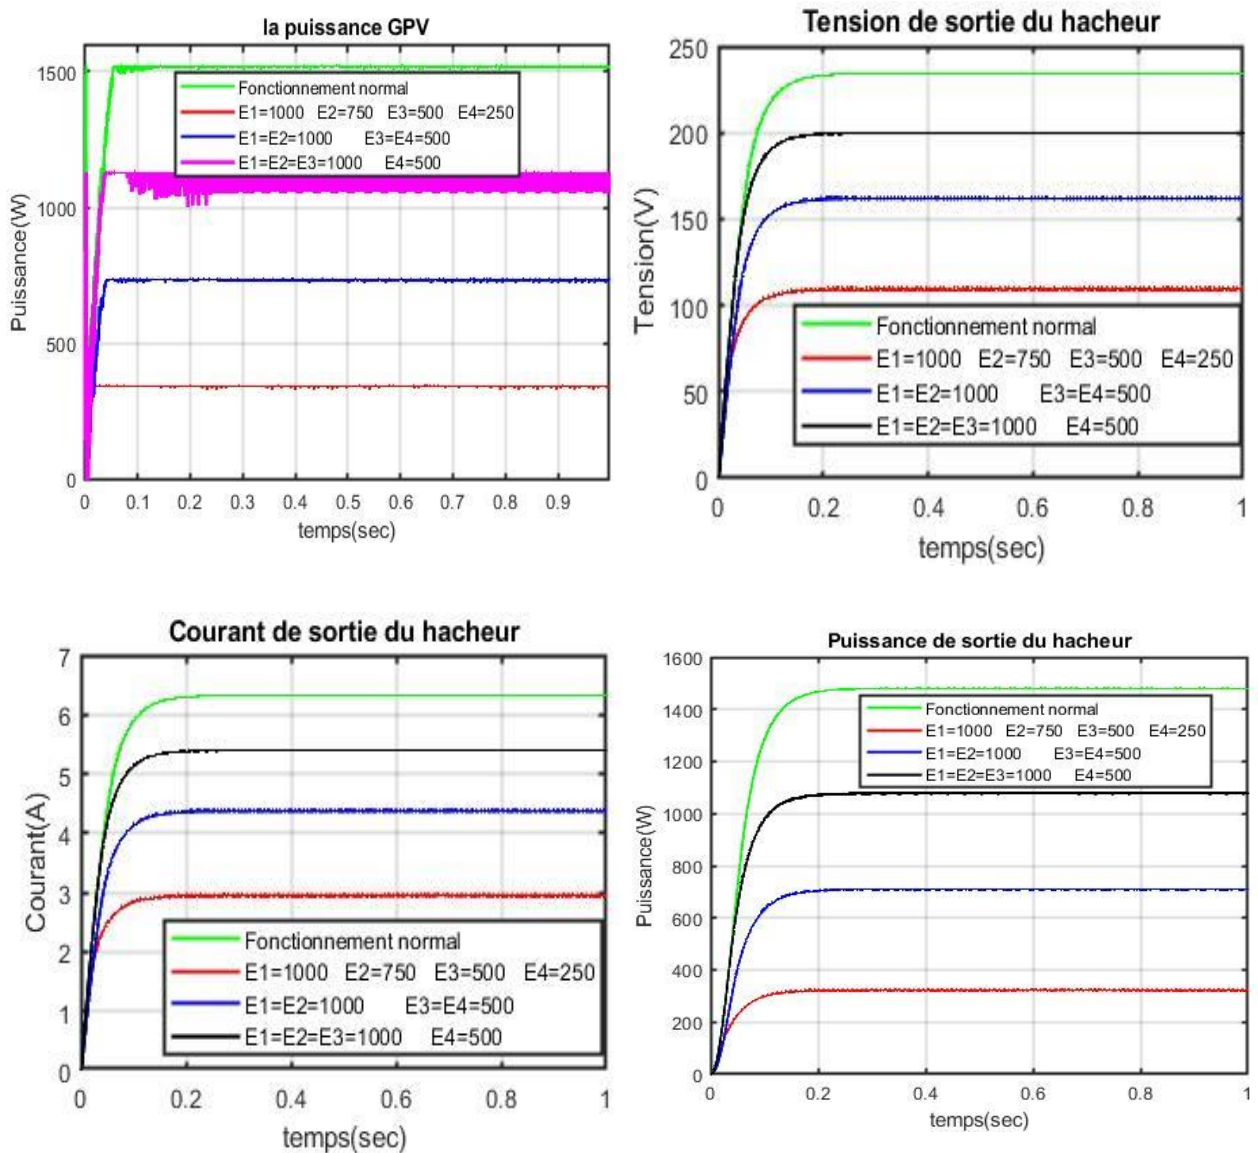 la puissance GPV
1500
1000
500
0
Puisssance(W)
Fonctionnement normal
E1=1000 E2=750 E3=500 E4=250
E1=E2=1000 E3=E4=500
E1=E2=E3=1000 E4=500
0 0.1 0.2 0.3 0.4 0.5 0.6 0.7 0.8 0.9
temps(sec)
Tension de sortie du hacheur
250
200
150
100
50
0
Tension(V)
Fonctionnement normal
E1=1000 E2=750 E3=500 E4=250
E1=E2=1000 E3=E4=500
E1=E2=E3=1000 E4=500
0 0.2 0.4 0.6 0.8 1
temps(sec)
Courant de sortie du hacheur
7
6
5
4
3
2
1
0
Courant(A)
Fonctionnement normal
E1=1000 E2=750 E3=500 E4=250
E1=E2=1000 E3=E4=500
E1=E2=E3=1000 E4=500
0 0.2 0.4 0.6 0.8 1
temps(sec)
Puissance de sortie du hacheur
1600
1400
1200
1000
800
600
400
200
0
Puissance(W)
Fonctionnement normal
E1=1000 E2=750 E3=500 E4=250
E1=E2=1000 E3=E4=500
E1=E2=E3=1000 E4=500
0 0.2 0.4 0.6 0.8 1
temps(sec)